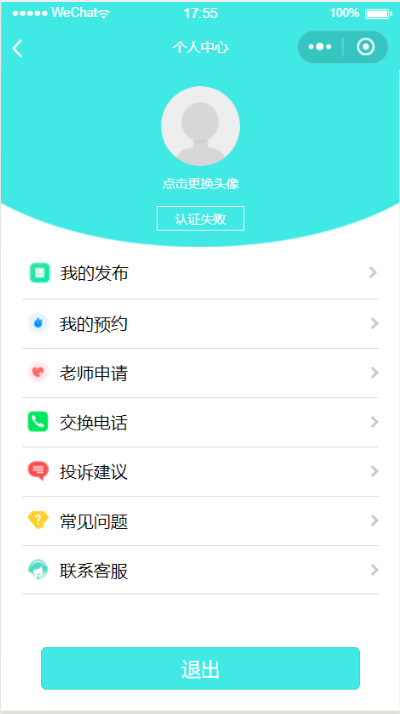 WeChat 17:55 100%
个人中心
点击更换头像
认证失败
我的发布
我的预约
老师申请
交换电话
投诉建议
常见问题
联系客服
退出